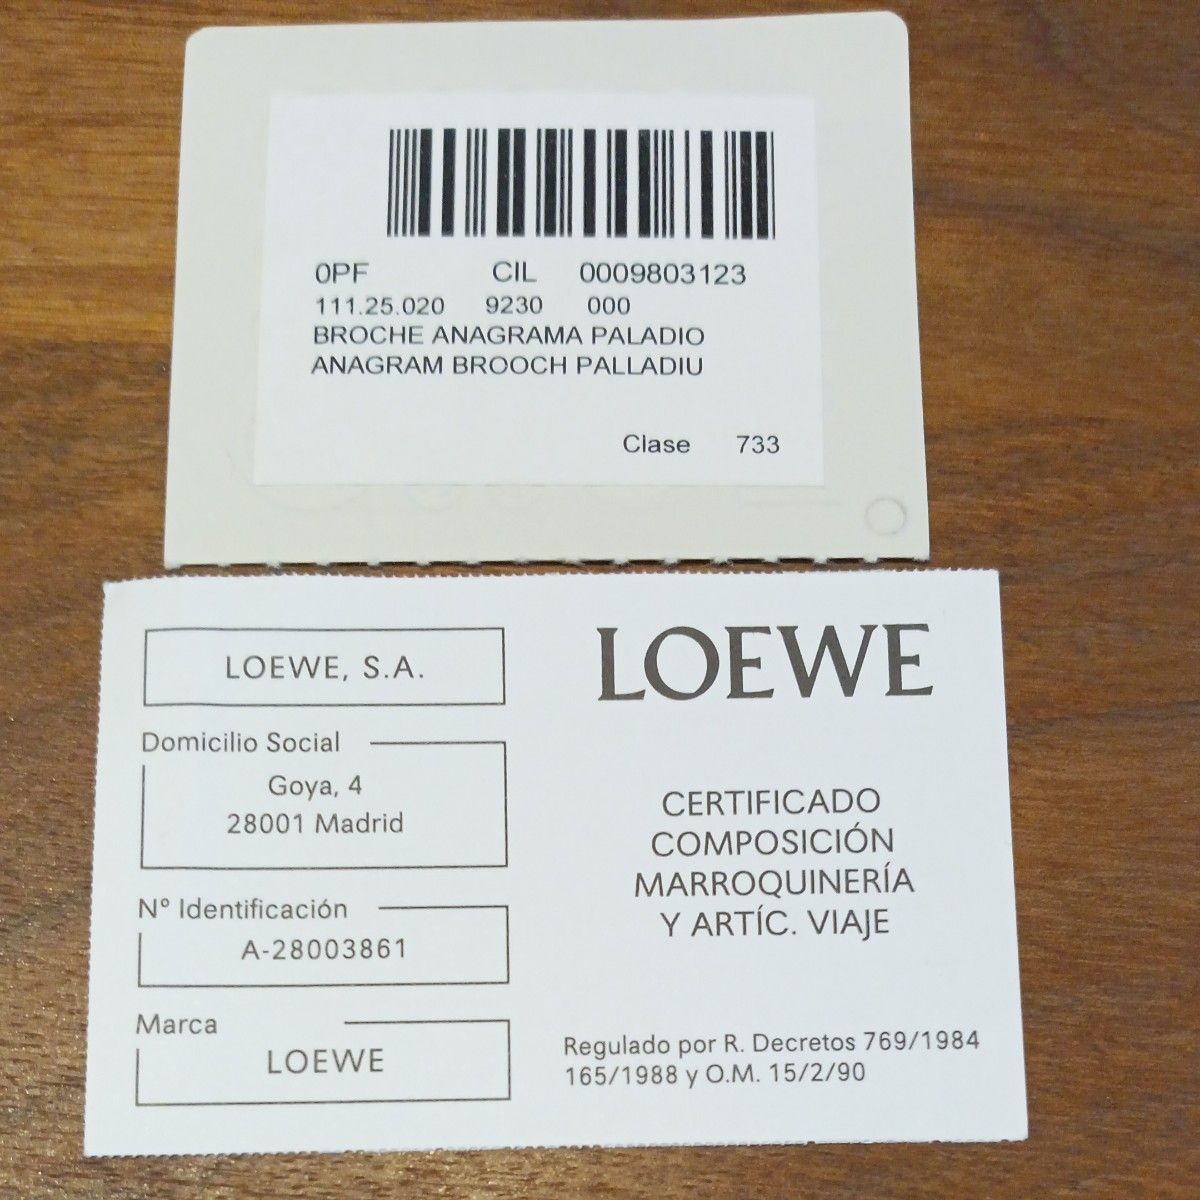 0PF CIL 0009803123
111.25.020 9230 000
BROCHE ANAGRAMA PALADIO
ANAGRAM BROOCH PALLADIU
Clase 733
LOEWE, S.A.
Domicilio Social
Goya, 4
28001 Madrid
Nº Identificación
A-28003861
Marca
LOEWE
LOEWE
CERTIFICADO
COMPOSICIÓN
MARROQUINERÍA
Y ARTÍC. VIAJE
Regulado por R. Decretos 769/1984
165/1988 y O.M. 15/2/90